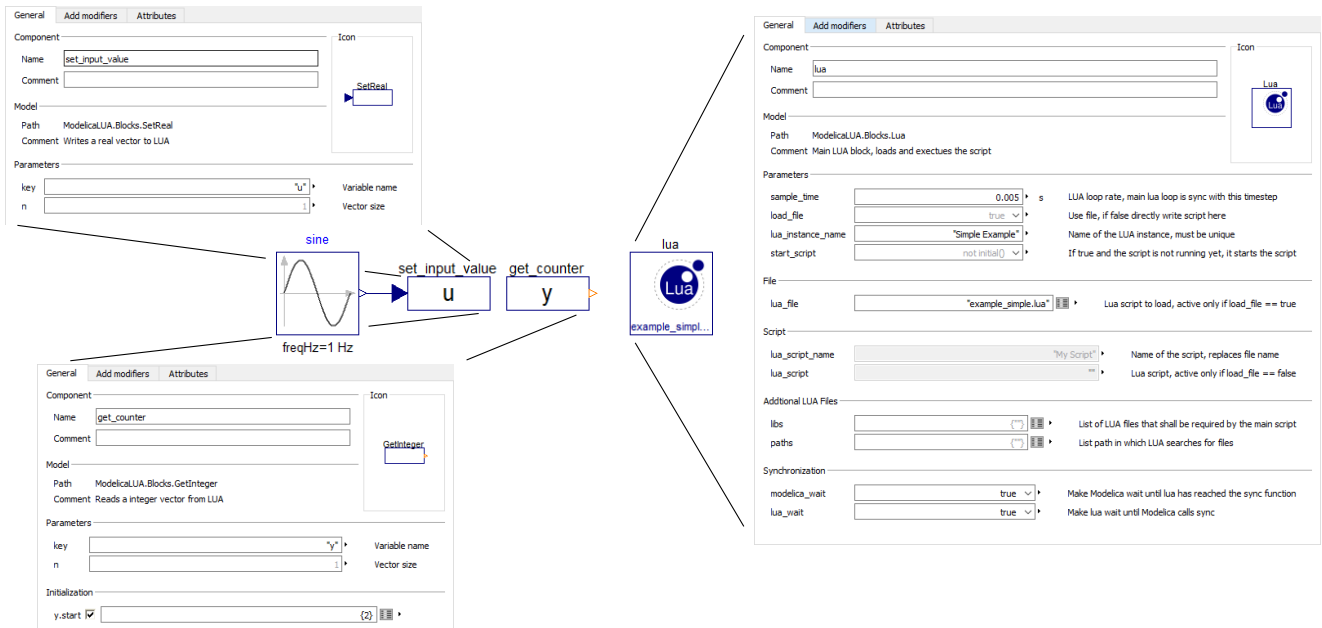 General Add modifiers Attributes
Component
Icon
Name set_input_value
Comment
SetReal
Model
Path ModelicaLUA.Blocks.SetReal
Comment Writes a real vector to LUA
Parameters
key "u" Variable name
n 1 Vector size
sine
freqHz=1 Hz
set_input_value
u
get_counter
y
lua
Lua
example_simpl...
General Add modifiers Attributes
Component
Icon
Name get_counter
Comment
GetInteger
Model
Path ModelicaLUA.Blocks.GetInteger
Comment Reads a integer vector from LUA
Parameters
key "y" Variable name
n 1 Vector size
Initialization
y.start {2}
General Add modifiers Attributes
Component
Icon
Name lua
Comment
Lua
Lua
Model
Path ModelicaLUA.Blocks.Lua
Comment Main LUA block, loads and exectues the script
Parameters
sample_time 0.005 s LUA loop rate, main lua loop is sync with this timestep
load_file true Use file, if false directly write script here
lua_instance_name "Simple Example" Name of the LUA instance, must be unique
start_script not initial() If true and the script is not running yet, it starts the script
File
lua_file "example_simple.lua" Lua script to load, active only if load_file == true
Script
lua_script_name "My Script" Name of the script, replaces file name
lua_script "" Lua script, active only if load_file == false
Addtional LUA Files
libs {""} List of LUA files that shall be required by the main script
paths {""} List path in which LUA searches for files
Synchronization
modelica_wait true Make Modelica wait until lua has reached the sync function
lua_wait true Make lua wait until Modelica calls sync